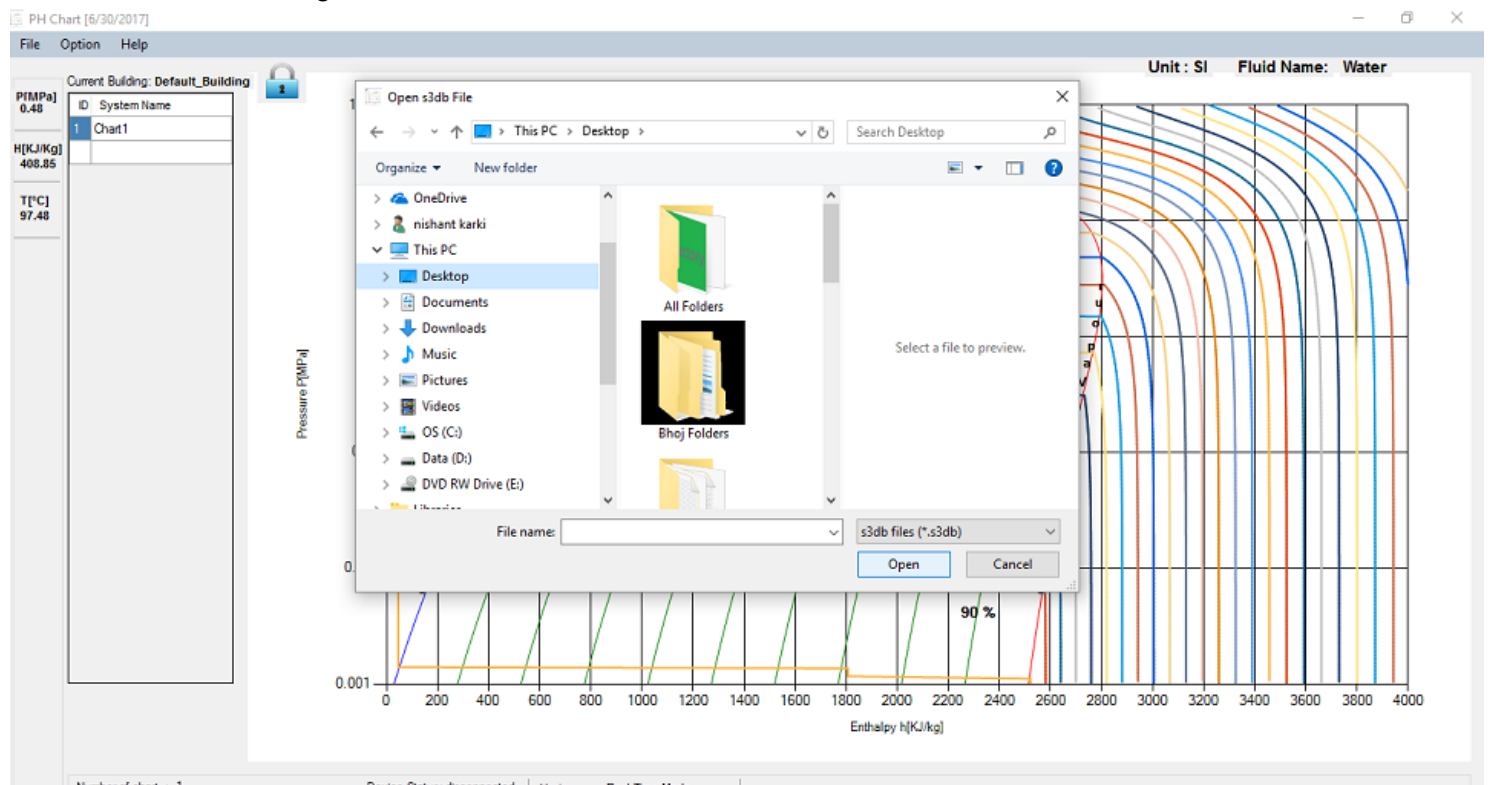 PH Chart [6/30/2017]
File Option Help
Unit : SI Fluid Name: Water
Current Building: Default_Building
P[MPa]
0.48
H[KJ/Kg]
408.85
T[°C]
97.48
ID System Name
1 Chart1
Open s3db File
This PC > Desktop >
Search Desktop
Organize New folder
OneDrive
nishant karki
This PC
Desktop
Documents
Downloads
Music
Pictures
Videos
OS (C:)
Data (D:)
DVD RW Drive (E:)
All Folders
Bhoj Folders
Select a file to preview.
File name:
s3db files (*.s3db)
Open Cancel
Pressure P[MPa]
r
u
o
p
a
V
90 %
0.001
0 200 400 600 800 1000 1200 1400 1600 1800 2000 2200 2400 2600 2800 3000 3200 3400 3600 3800 4000
Enthalpy h[KJ/kg]